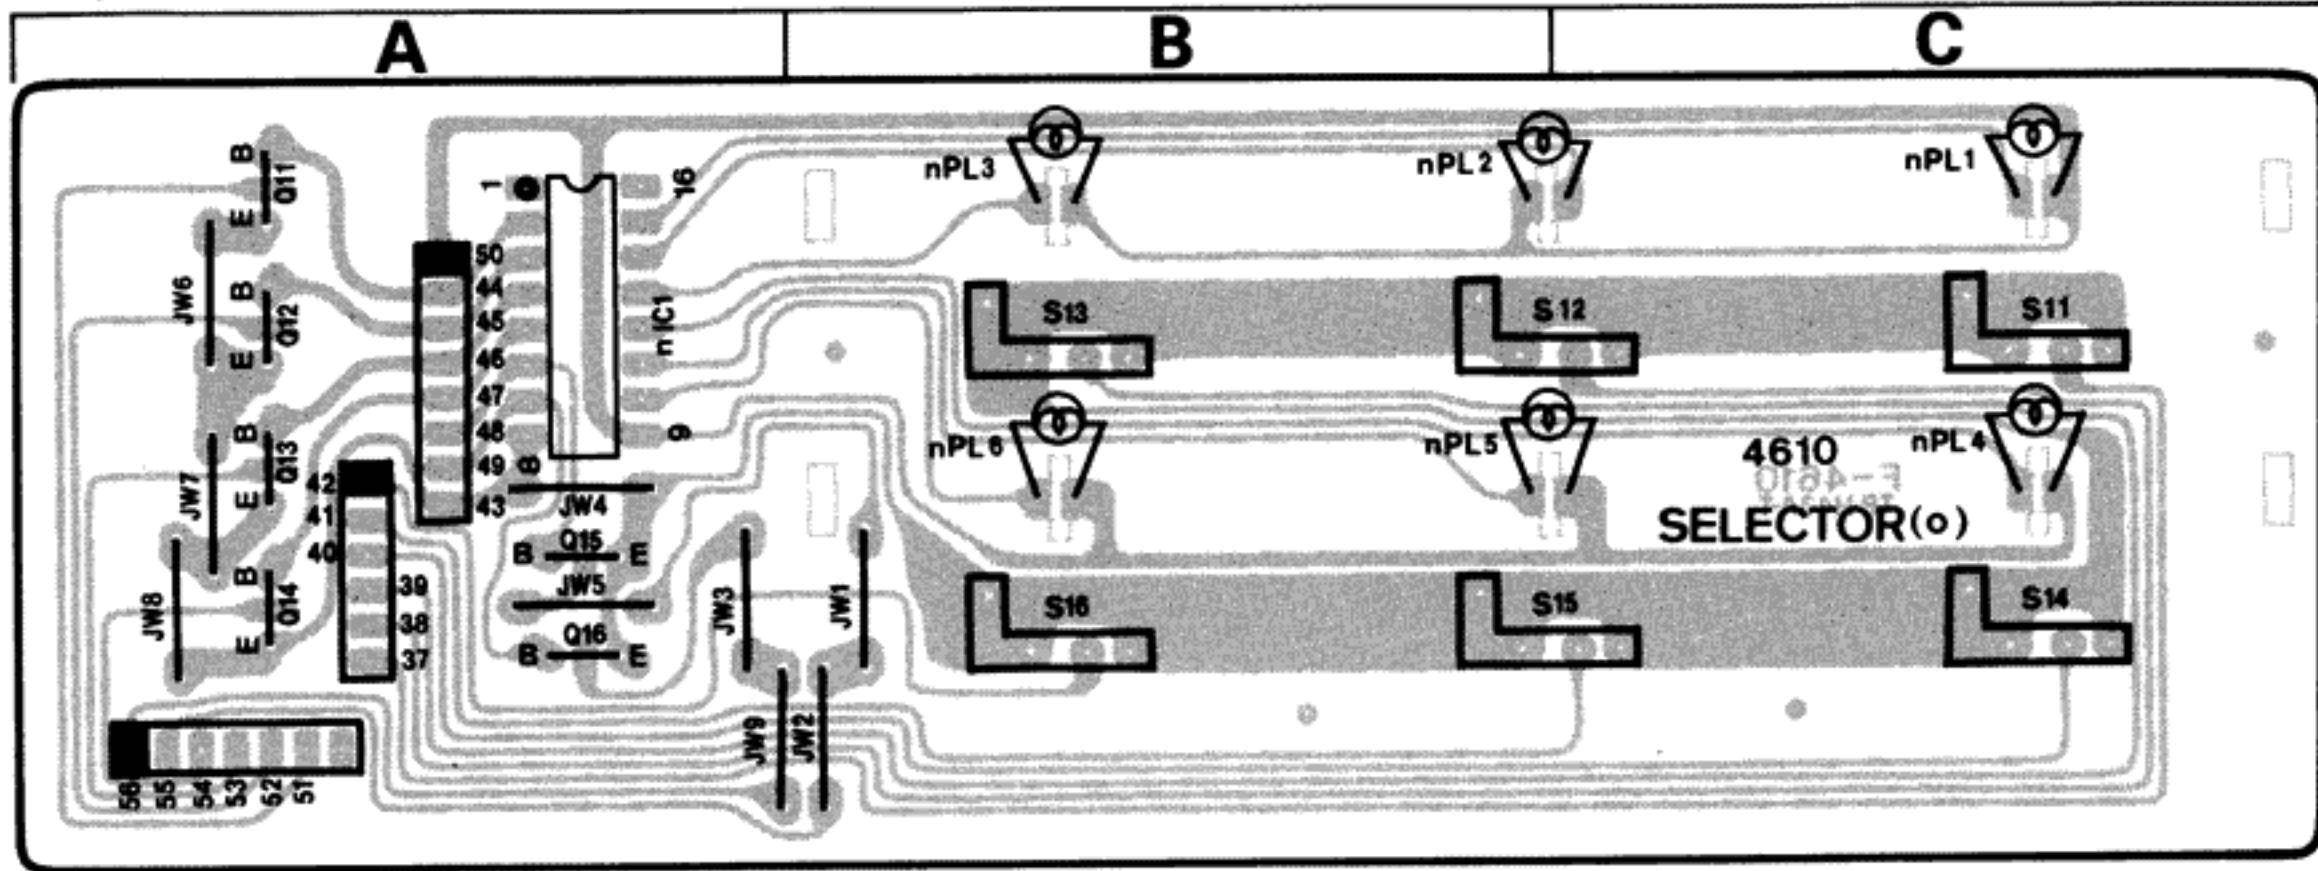 A B C
B
Q11
E
JW6
B
Q12
E
JW7
B
Q13
E
JW8
B
Q14
E
1
16
50
44
45
46
47
48
49
43
8
9
nIC1
42
41
40
39
38
37
JW4
B Q15 E
JW5
B Q16 E
JW3
JW1
JW9
JW2
56
55
54
53
52
51
nPL3
nPL2
nPL1
S13
S12
S11
nPL6
nPL5
nPL4
4610
SELECTOR(o)
S16
S15
S14